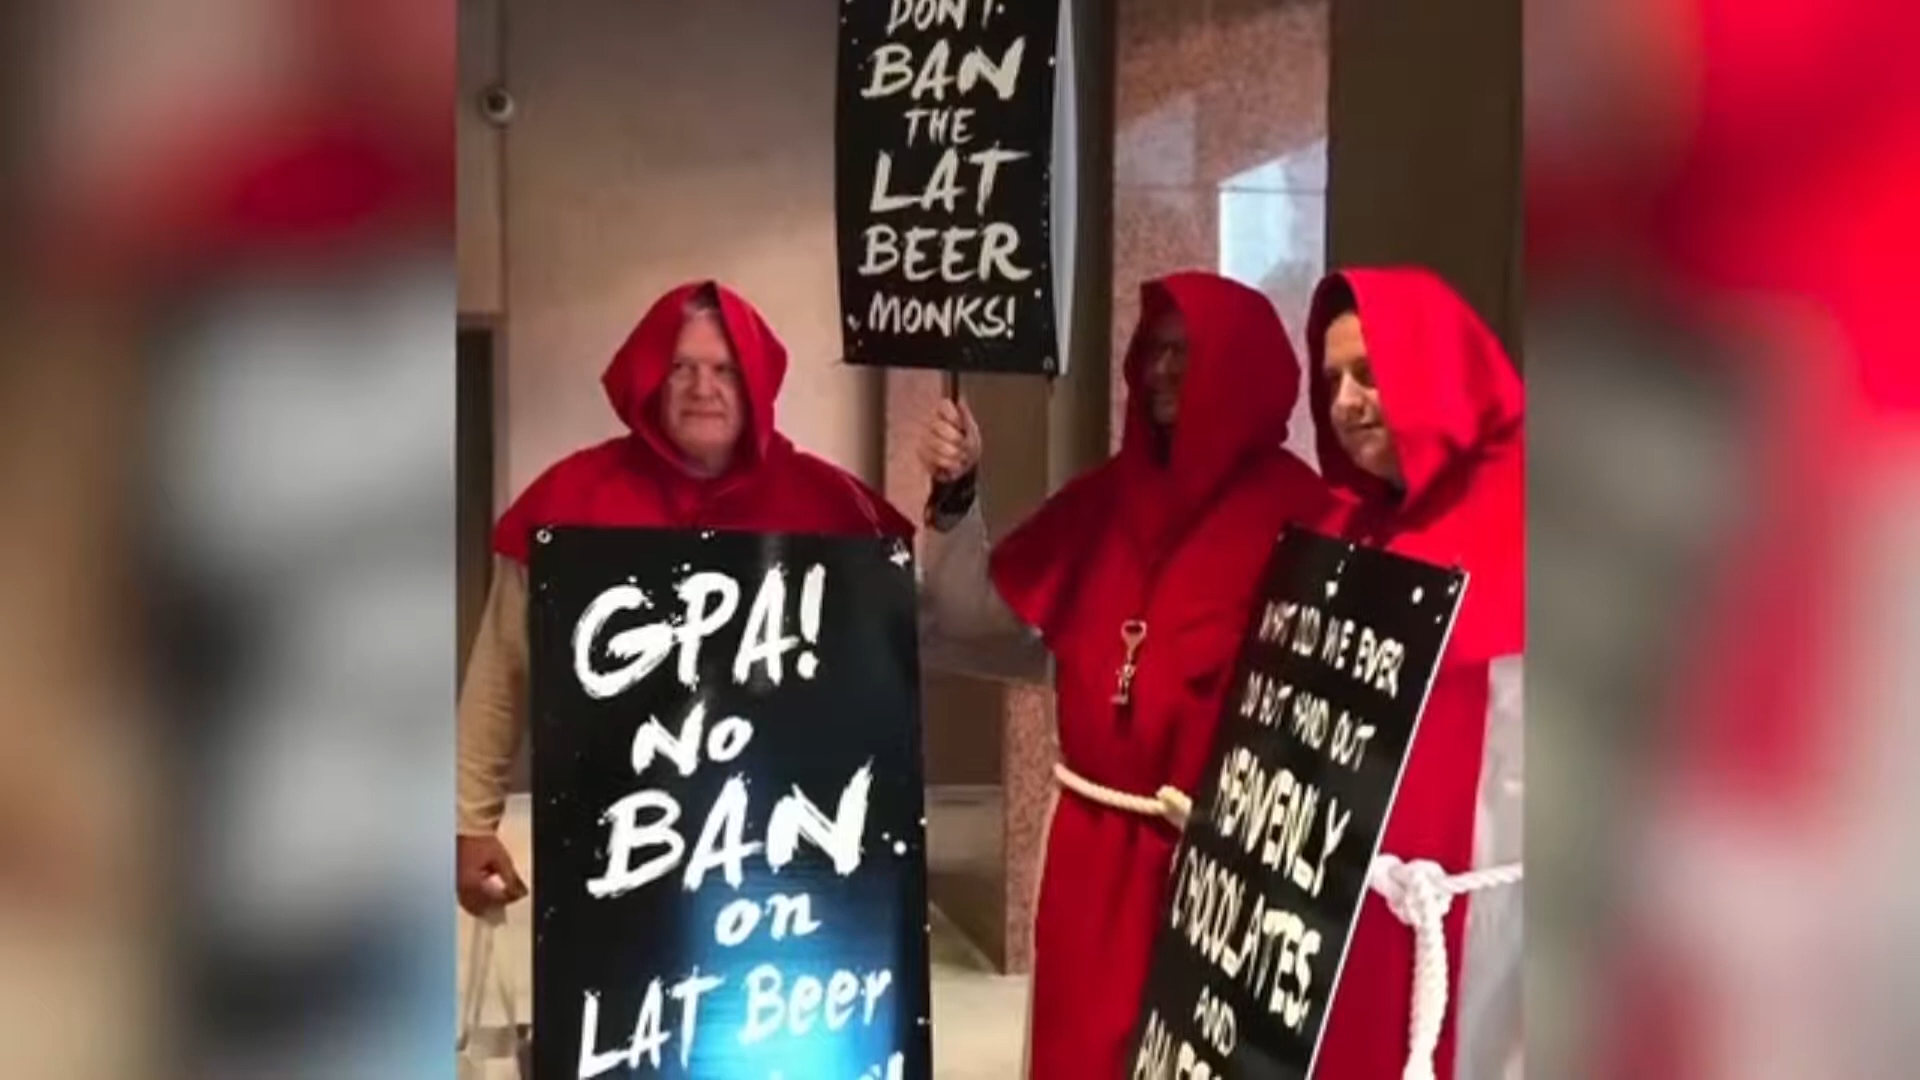 DON'T
BAN
THE
LAT
BEER
MONKS!
GPA!
NO
BAN
on
LAT Beer
WHAT DID WE EVER
DO BUT HAND OUT
HEAVENLY
CHOCOLATES,
AND